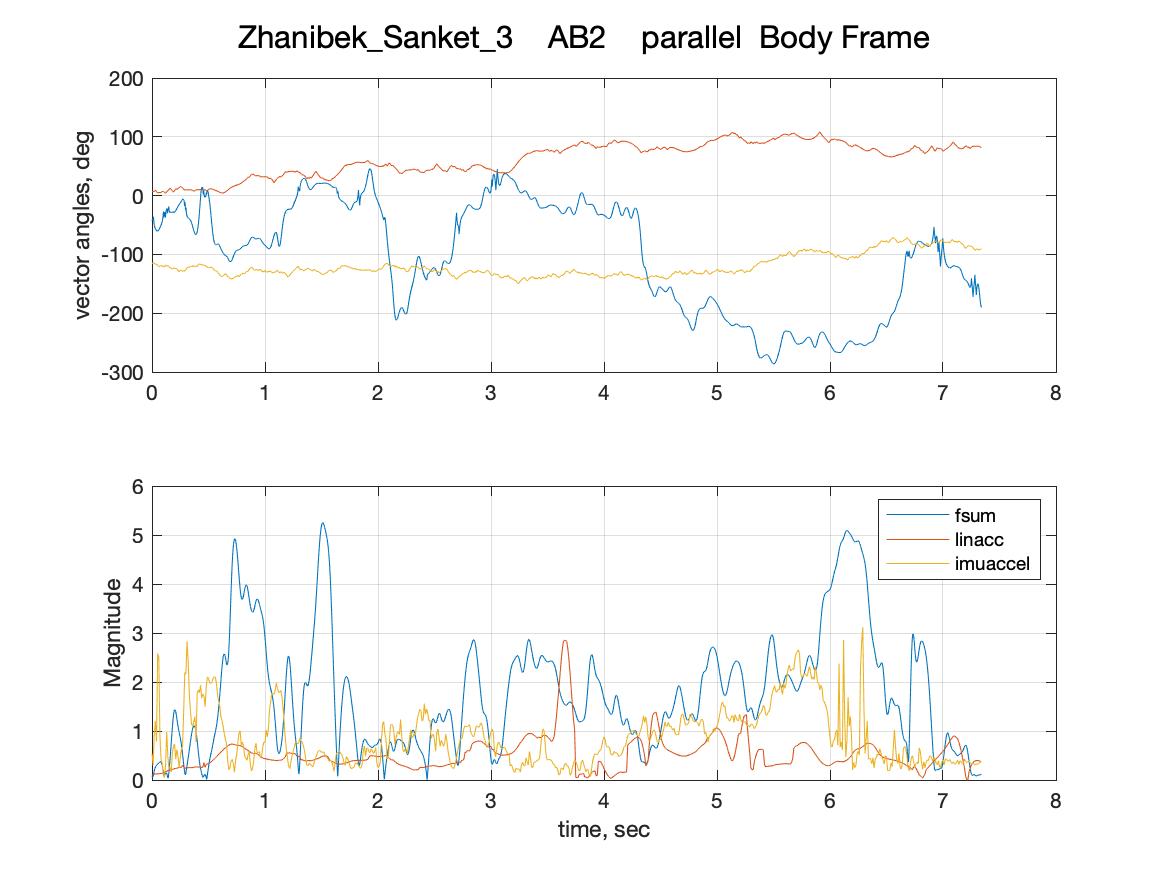 Zhanibek_Sanket_3 AB2 parallel Body Frame
200
100
0
-100
-200
-300
vector angles, deg
0 1 2 3 4 5 6 7 8
6
5
4
3
2
1
0
Magnitude
fsum
linacc
imuaccel
0 1 2 3 4 5 6 7 8
time, sec